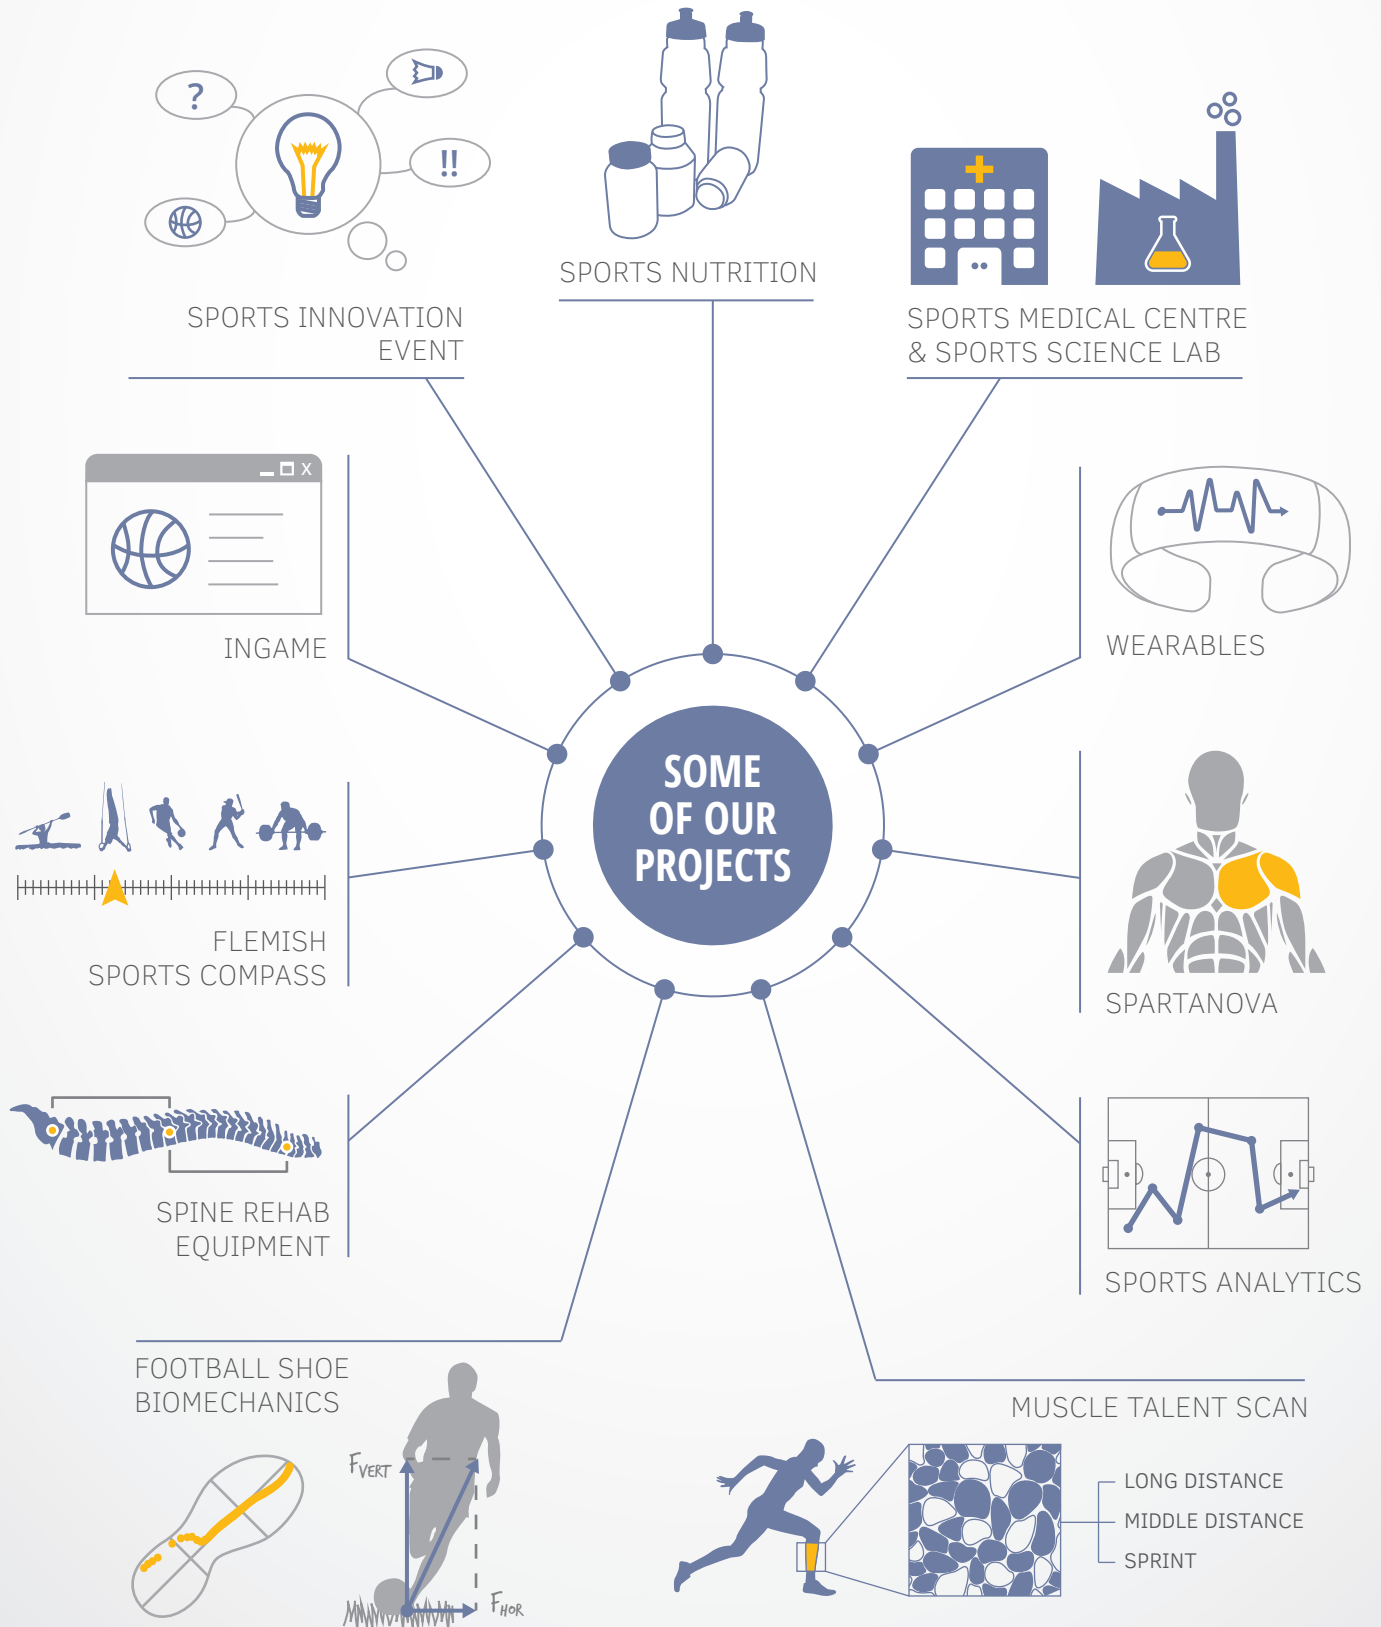 ?
!!
SPORTS INNOVATION
EVENT
SPORTS NUTRITION
SPORTS MEDICAL CENTRE
& SPORTS SCIENCE LAB
X
INGAME
WEARABLES
SOME
OF OUR
PROJECTS
FLEMISH
SPORTS COMPASS
SPARTANOVA
SPINE REHAB
EQUIPMENT
SPORTS ANALYTICS
FOOTBALL SHOE
BIOMECHANICS
FVERT
FHOR
MUSCLE TALENT SCAN
LONG DISTANCE
MIDDLE DISTANCE
SPRINT